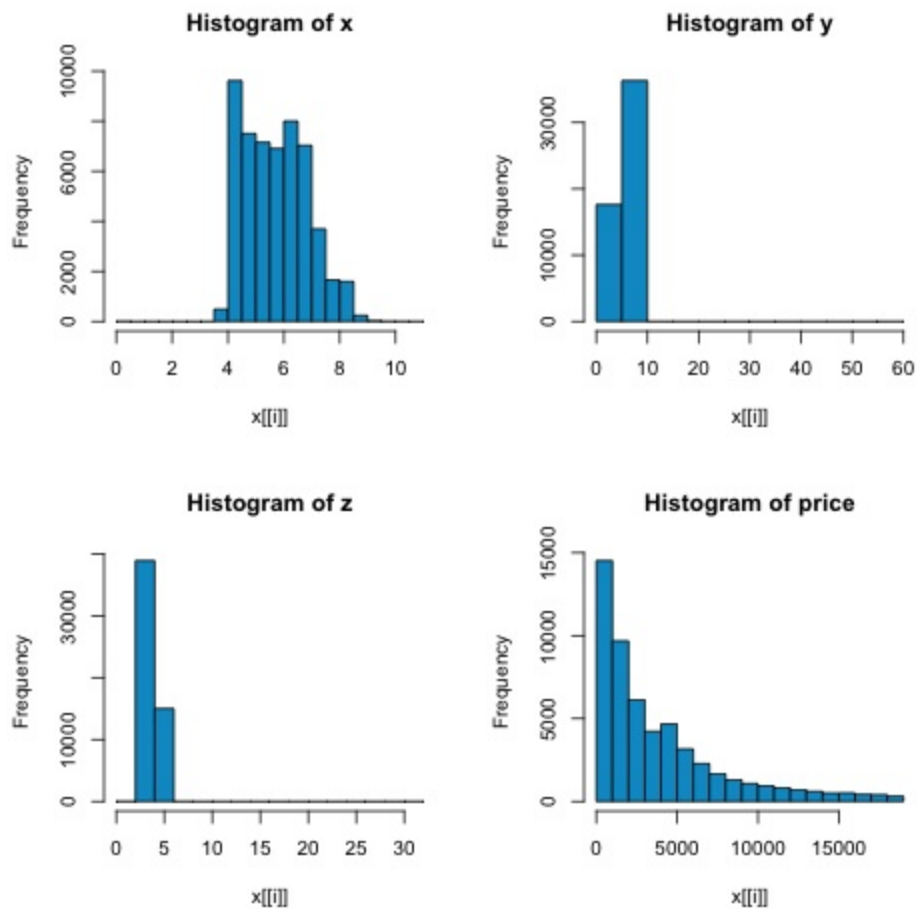 Histogram of x
Frequency
0 2000 6000 10000
0 2 4 6 8 10
x[[i]]
Histogram of y
Frequency
0 10000 30000
0 10 20 30 40 50 60
x[[i]]
Histogram of z
Frequency
0 10000 30000
0 5 10 15 20 25 30
x[[i]]
Histogram of price
Frequency
0 5000 10000 15000
0 5000 10000 15000
x[[i]]